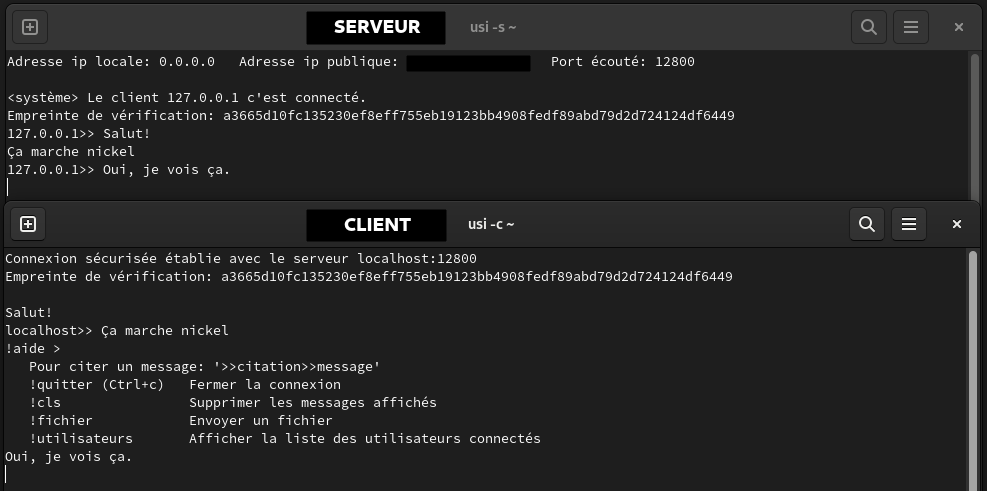 SERVEUR usi -s ~
Adresse ip locale: 0.0.0.0 Adresse ip publique: Port écouté: 12800
<système> Le client 127.0.0.1 c'est connecté.
Empreinte de vérification: a3665d10fc135230ef8eff755eb19123bb4908fedf89abd79d2d724124df6449
127.0.0.1>> Salut!
Ça marche nickel
127.0.0.1>> Oui, je vois ça.
CLIENT usi -c ~
Connexion sécurisée établie avec le serveur localhost:12800
Empreinte de vérification: a3665d10fc135230ef8eff755eb19123bb4908fedf89abd79d2d724124df6449
Salut!
localhost>> Ça marche nickel
!aide >
Pour citer un message: '>>citation>>message'
!quitter (Ctrl+c) Fermer la connexion
!cls Supprimer les messages affichés
!fichier Envoyer un fichier
!utilisateurs Afficher la liste des utilisateurs connectés
Oui, je vois ça.